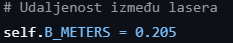 # Udaljenost između lasera
self.B_METERS = 0.205